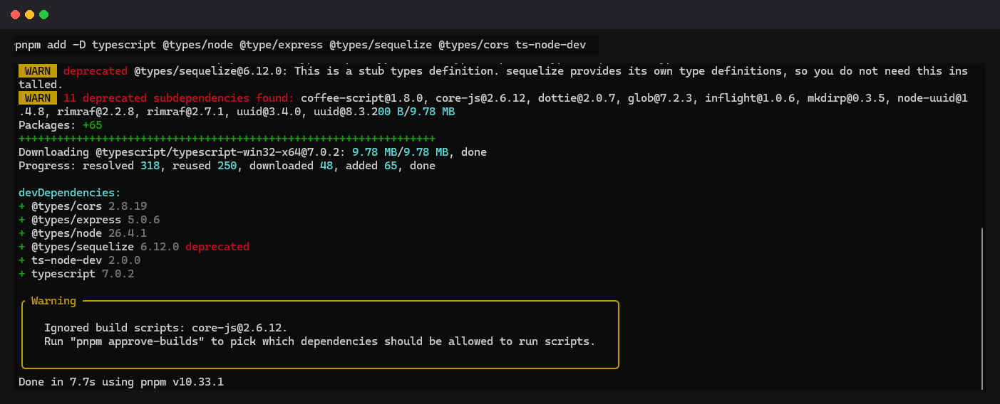 pnpm add -D typescript @types/node @type/express @types/sequelize @types/cors ts-node-dev
WARN deprecated @types/sequelize@6.12.0: This is a stub types definition. sequelize provides its own type definitions, so you do not need this ins
talled.
WARN 11 deprecated subdependencies found: coffee-script@1.8.0, core-js@2.6.12, dottie@2.0.7, glob@7.2.3, inflight@1.0.6, mkdirp@0.3.5, node-uuid@1
.4.8, rimraf@2.2.8, rimraf@2.7.1, uuid@3.4.0, uuid@8.3.200 B/9.78 MB
Packages: +65
+++++++++++++++++++++++++++++++++++++++++++++++++++++++++++++++++
Downloading @typescript/typescript-win32-x64@7.0.2: 9.78 MB/9.78 MB, done
Progress: resolved 318, reused 250, downloaded 48, added 65, done
devDependencies:
+ @types/cors 2.8.19
+ @types/express 5.0.6
+ @types/node 26.4.1
+ @types/sequelize 6.12.0 deprecated
+ ts-node-dev 2.0.0
+ typescript 7.0.2
Warning
Ignored build scripts: core-js@2.6.12.
Run "pnpm approve-builds" to pick which dependencies should be allowed to run scripts.
Done in 7.7s using pnpm v10.33.1